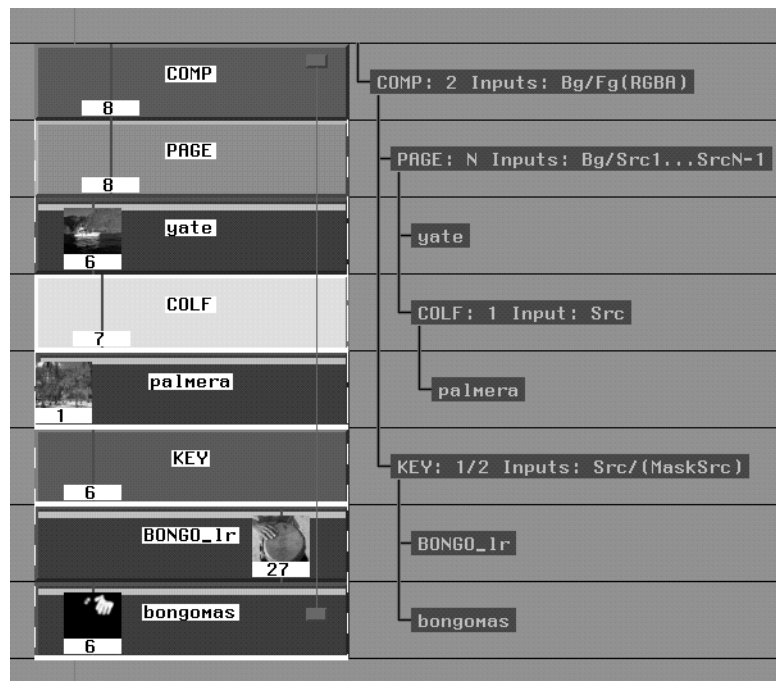 COMP
8
COMP: 2 Inputs: Bg/Fg(RGBA)
PAGE
8
PAGE: N Inputs: Bg/Src1...SrcN-1
yate
6
yate
COLF
7
COLF: 1 Input: Src
palmera
1
palmera
KEY
6
KEY: 1/2 Inputs: Src/(MaskSrc)
BONGO_lr
27
BONGO_lr
bongomas
6
bongomas